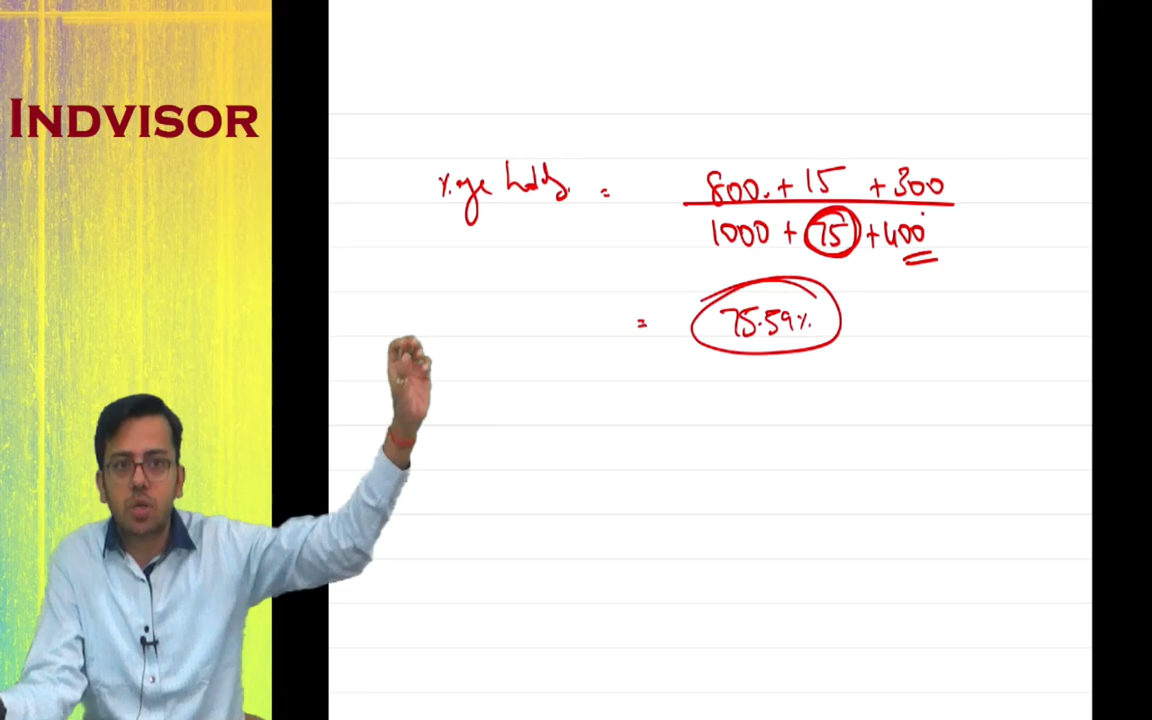 INDVISOR
%age holdg. = 800. + 15 + 300
1000 + 75 + 400
= 75.59%